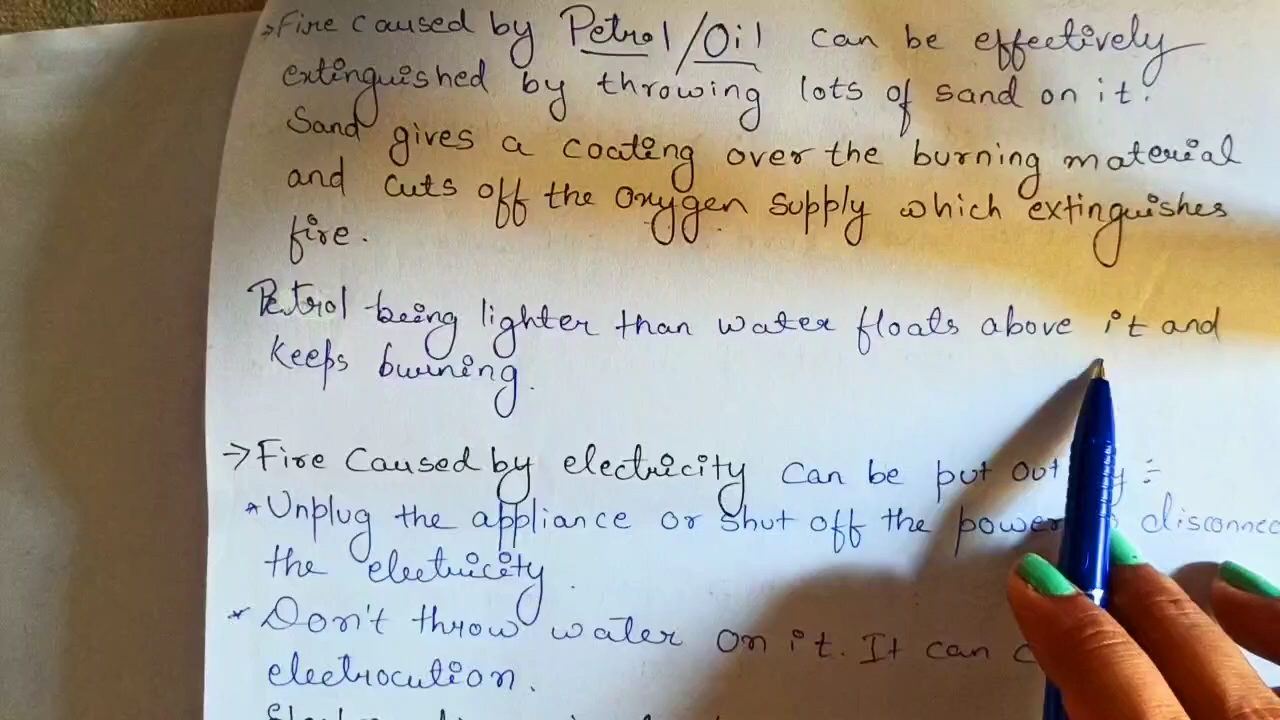 →Fire caused by Petrol/Oil can be effectively
extinguished by throwing lots of sand on it.
Sand gives a coating over the burning material
and cuts off the oxygen supply which extinguishes
fire.
Petrol being lighter than water floats above it and
keeps burning.
→Fire caused by electricity can be put out :-
*Unplug the appliance or shut off the power disconnec
the electricity.
*Don't throw water on it. It can
electrocution.